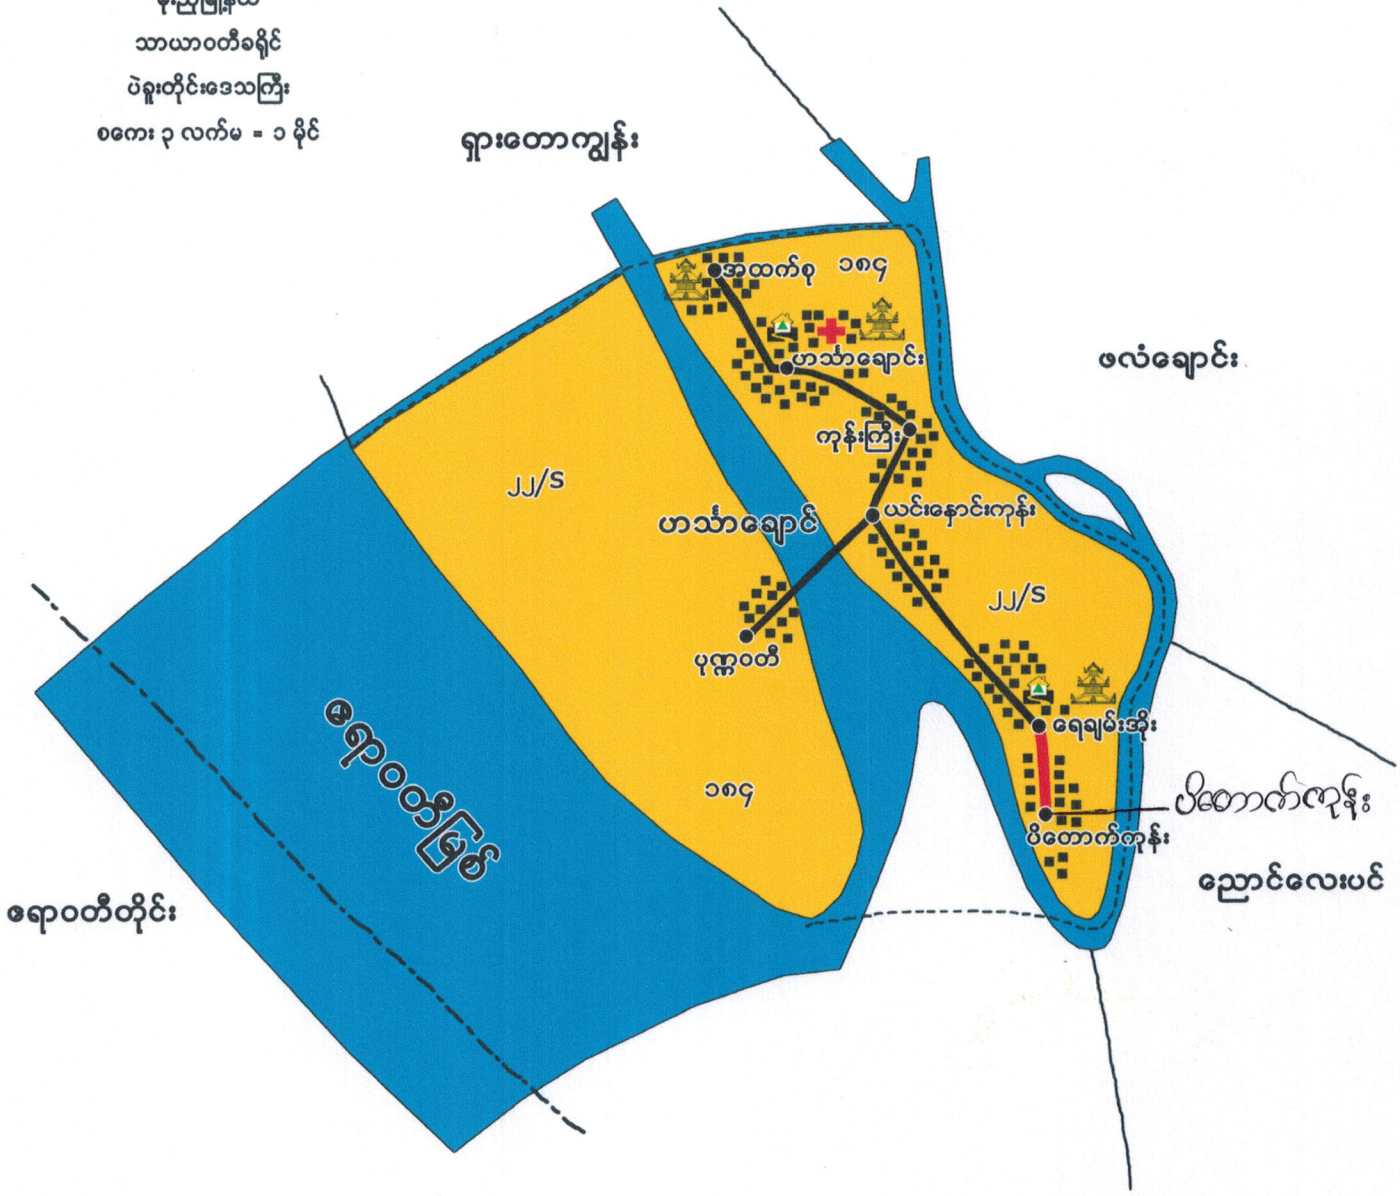 သာယာဝတီခရိုင်
ပဲခူးတိုင်းဒေသကြီး
စကေး ၃ လက်မ = ၁ မိုင်
ရှားတောကျွန်း
အထက်စု
၁၈၄
ဟင်္သာချောင်း
ဖလံချောင်း
ကုန်းကြီး
၂၂/S
ယင်းနှောင်းကုန်း
ဟင်္သာချောင်
၂၂/S
ပုဏ္ဏဝတီ
ဧရာဝတီမြစ်
ရေချမ်းအိုး
၁၈၄
ပိတောက်ကုန်း
ပိတောက်ကုန်း
ညောင်လေးပင်
ဧရာဝတီတိုင်း